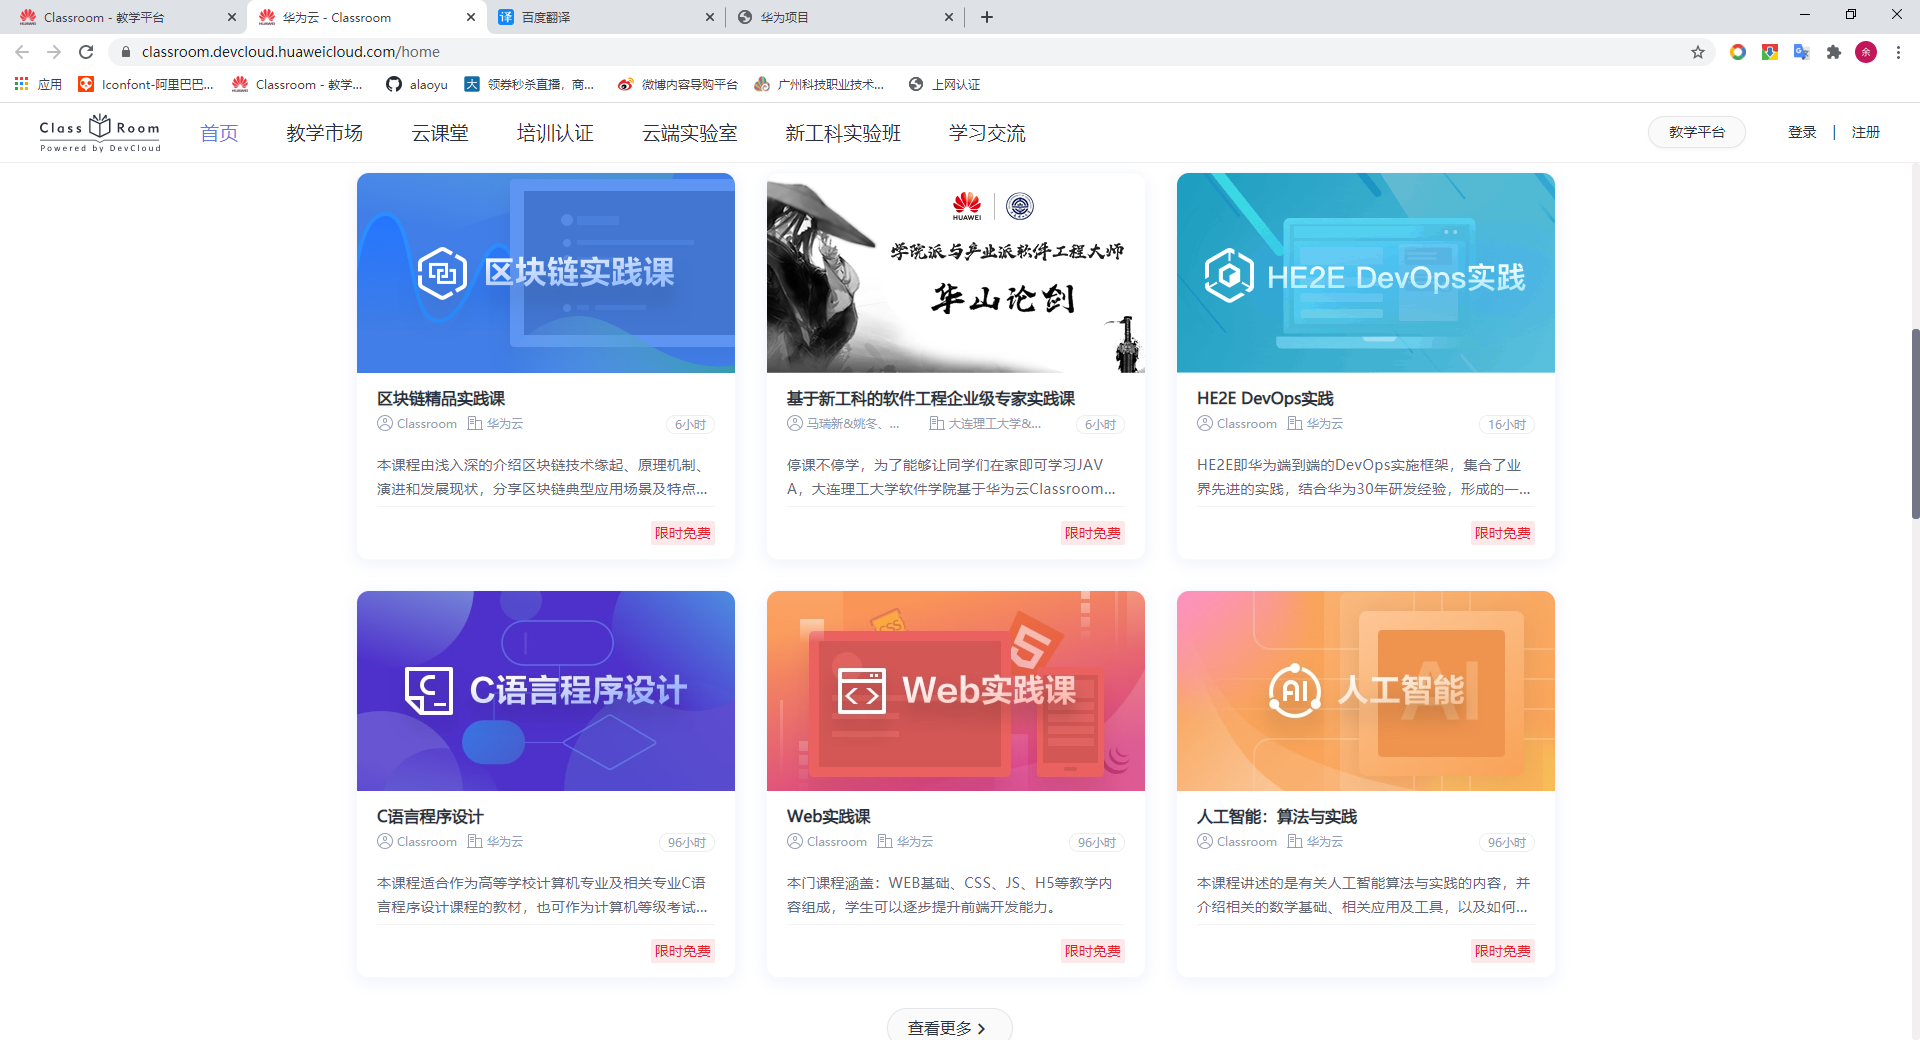 Classroom - 教学平台
华为云 - Classroom
百度翻译
华为项目
classroom.devcloud.huaweicloud.com/home
余
应用
Iconfont-阿里巴巴...
Classroom - 教学...
alaoyu
领券秒杀直播，商...
微博内容导购平台
广州科技职业技术...
上网认证
Class Room
Powered by DevCloud
首页
教学市场
云课堂
培训认证
云端实验室
新工科实验班
学习交流
教学平台
登录 | 注册
区块链实践课
区块链精品实践课
Classroom 华为云 6小时
本课程由浅入深的介绍区块链技术缘起、原理机制、
演进和发展现状，分享区块链典型应用场景及特点...
限时免费
HUAWEI
学院派与产业派软件工程大师
华山论剑
基于新工科的软件工程企业级专家实践课
马瑞新&姚冬、... 大连理工大学&... 6小时
停课不停学，为了能够让同学们在家即可学习JAV
A，大连理工大学软件学院基于华为云Classroom...
限时免费
HE2E DevOps实践
HE2E DevOps实践
Classroom 华为云 16小时
HE2E即华为端到端的DevOps实施框架，集合了业
界先进的实践，结合华为30年研发经验，形成的一...
限时免费
C语言程序设计
C语言程序设计
Classroom 华为云 96小时
本课程适合作为高等学校计算机专业及相关专业C语
言程序设计课程的教材，也可作为计算机等级考试...
限时免费
CSS
5
Web实践课
Web实践课
Classroom 华为云 96小时
本门课程涵盖：WEB基础、CSS、JS、H5等教学内
容组成，学生可以逐步提升前端开发能力。
限时免费
AI
AI 人工智能
人工智能：算法与实践
Classroom 华为云 96小时
本课程讲述的是有关人工智能算法与实践的内容，并
介绍相关的数学基础、相关应用及工具，以及如何...
限时免费
查看更多